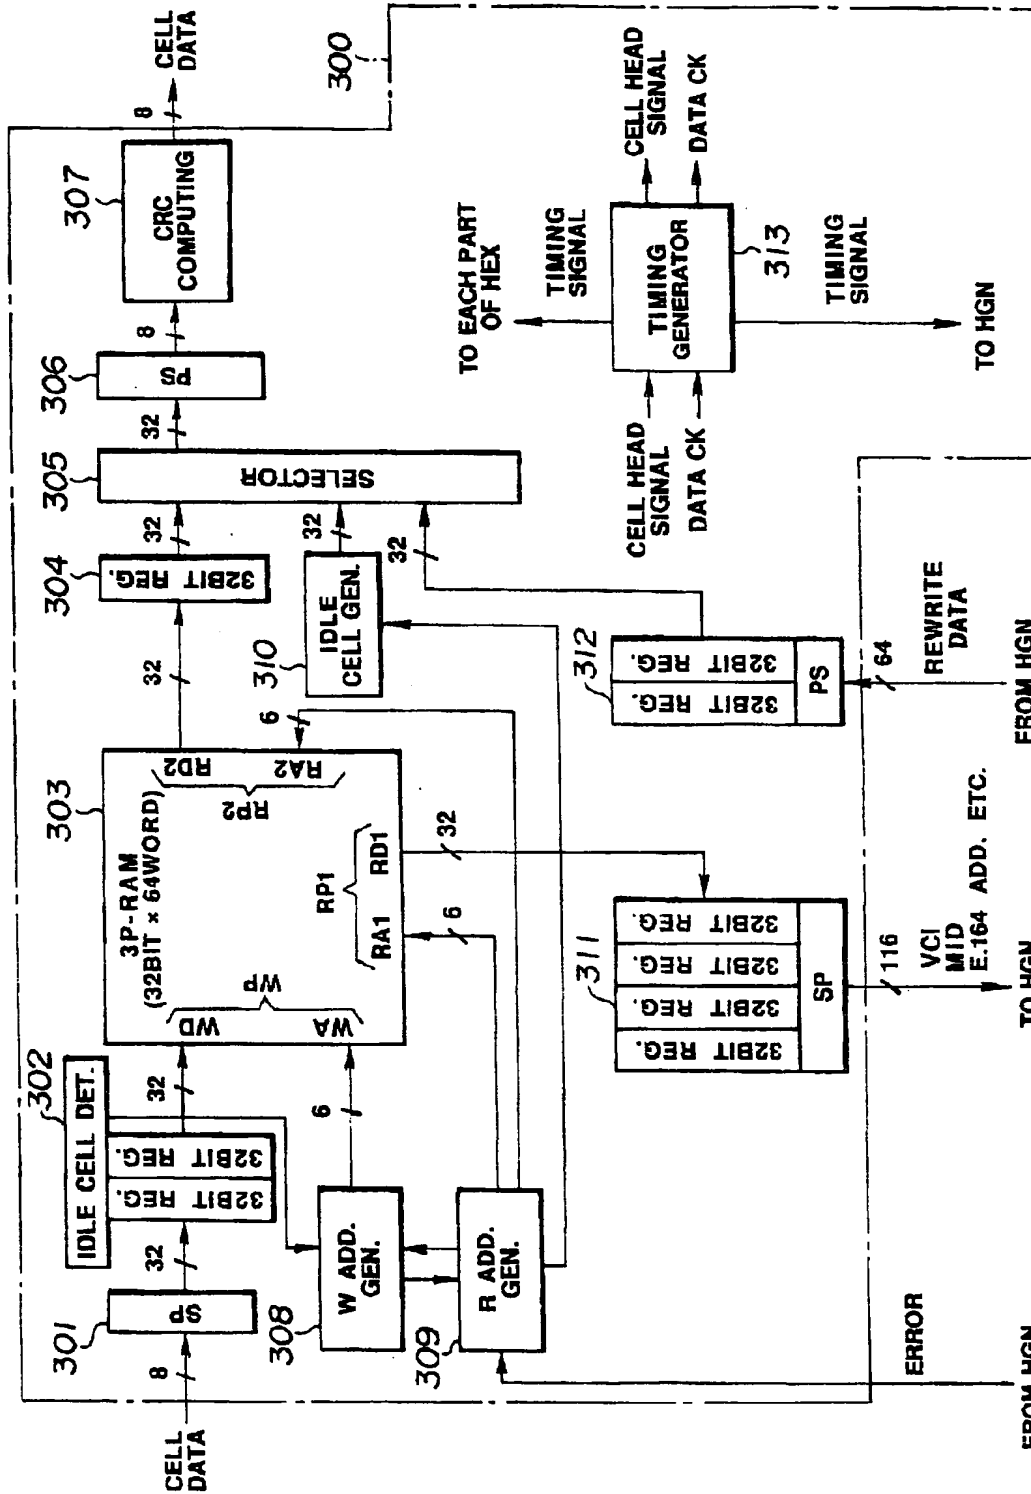 CELL
DATA
8
301
SP
32
302
IDLE CELL DET.
32BIT REG.
32BIT REG.
32
303
3P-RAM
(32BIT × 64WORD)
WD
WA
WP
RP1
RA1
RD1
RD2
RA2
RP2
32
304
32BIT REG.
32
305
SELECTOR
32
306
PS
8
307
CRC
COMPUTING
8
CELL
DATA
300
308
W ADD.
GEN.
6
309
R ADD.
GEN.
6
6
32
310
IDLE
CELL GEN.
32
32
311
32BIT REG.
32BIT REG.
32BIT REG.
32BIT REG.
SP
116
VCI
MID
E.164 ADD. ETC.
TO HGN
312
32BIT REG.
32BIT REG.
PS
64
REWRITE
DATA
FROM HGN
ERROR
FROM HGN
CELL HEAD
SIGNAL
DATA CK
TO EACH PART
OF HEX
TIMING
SIGNAL
TIMING
GENERATOR
313
CELL HEAD
SIGNAL
DATA CK
TIMING
SIGNAL
TO HGN